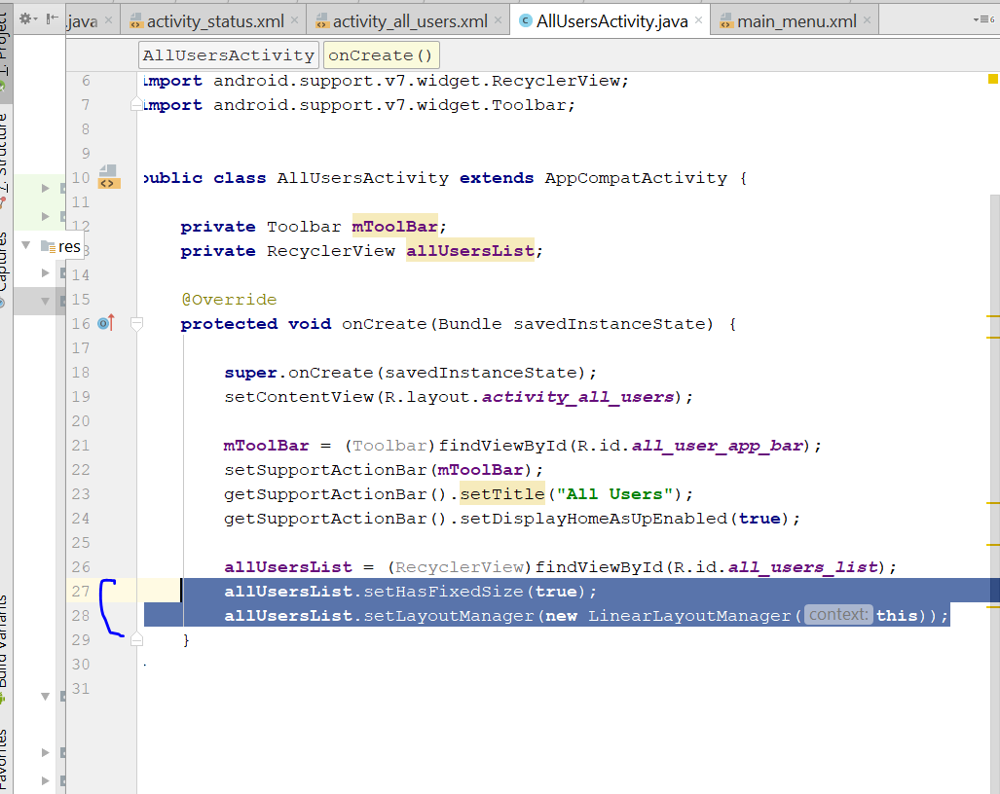 .java
activity_status.xml
activity_all_users.xml
AllUsersActivity.java
main_menu.xml
6
1: Project
7: Structure
Captures
Build Variants
Favorites
res
AllUsersActivity
onCreate()
6 import android.support.v7.widget.RecyclerView;
7 import android.support.v7.widget.Toolbar;
8
9
10 public class AllUsersActivity extends AppCompatActivity {
11
12 private Toolbar mToolBar;
3 private RecyclerView allUsersList;
14
15 @Override
16 protected void onCreate(Bundle savedInstanceState) {
17
18 super.onCreate(savedInstanceState);
19 setContentView(R.layout.activity_all_users);
20
21 mToolBar = (Toolbar)findViewById(R.id.all_user_app_bar);
22 setSupportActionBar(mToolBar);
23 getSupportActionBar().setTitle("All Users");
24 getSupportActionBar().setDisplayHomeAsUpEnabled(true);
25
26 allUsersList = (RecyclerView)findViewById(R.id.all_users_list);
27 allUsersList.setHasFixedSize(true);
28 allUsersList.setLayoutManager(new LinearLayoutManager(context: this));
29 }
30
31